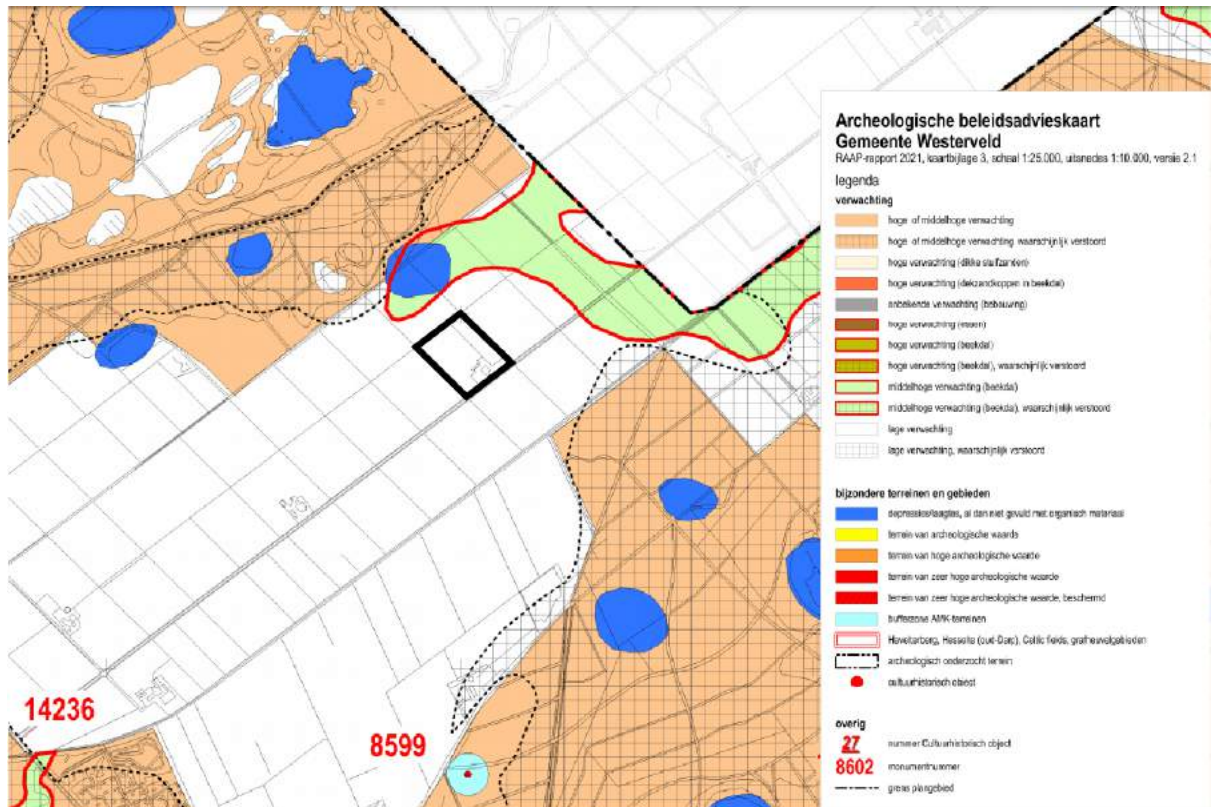 Archeologische beleidsadvieskaart
Gemeente Westerveld
RAAP-rapport 2021, kaartbijlage 3, schaal 1:25.000, uitsnedes 1:10.000, versie 2.1
legenda
verwachting
hoge of middelhoge verwachting
hoge of middelhoge verwachting waarschijnlijk verstoord
hoge verwachting (dikke stuifzanden)
hoge verwachting (dekzandkoppen in beekdal)
onbekende verwachting (bebouwing)
hoge verwachting (essen)
hoge verwachting (beekdal)
hoge verwachting (beekdal), waarschijnlijk verstoord
middelhoge verwachting (beekdal)
middelhoge verwachting (beekdal), waarschijnlijk verstoord
lage verwachting
lage verwachting, waarschijnlijk verstoord
bijzondere terreinen en gebieden
depressies/laagtes, al dan niet gevuld met organisch materiaal
terrein van archeologische waarde
terrein van hoge archeologische waarde
terrein van zeer hoge archeologische waarde
terrein van zeer hoge archeologische waarde, beschermd
bufferzone AMK-terreinen
Havelterberg, Hesselte (oud-Darp), Celtic fields, grafheuvelgebieden
archeologisch onderzocht terrein
cultuurhistorisch object
overig
27 nummer Cultuurhistorisch object
8602 monumentnummer
grens plangebied
14236
8599